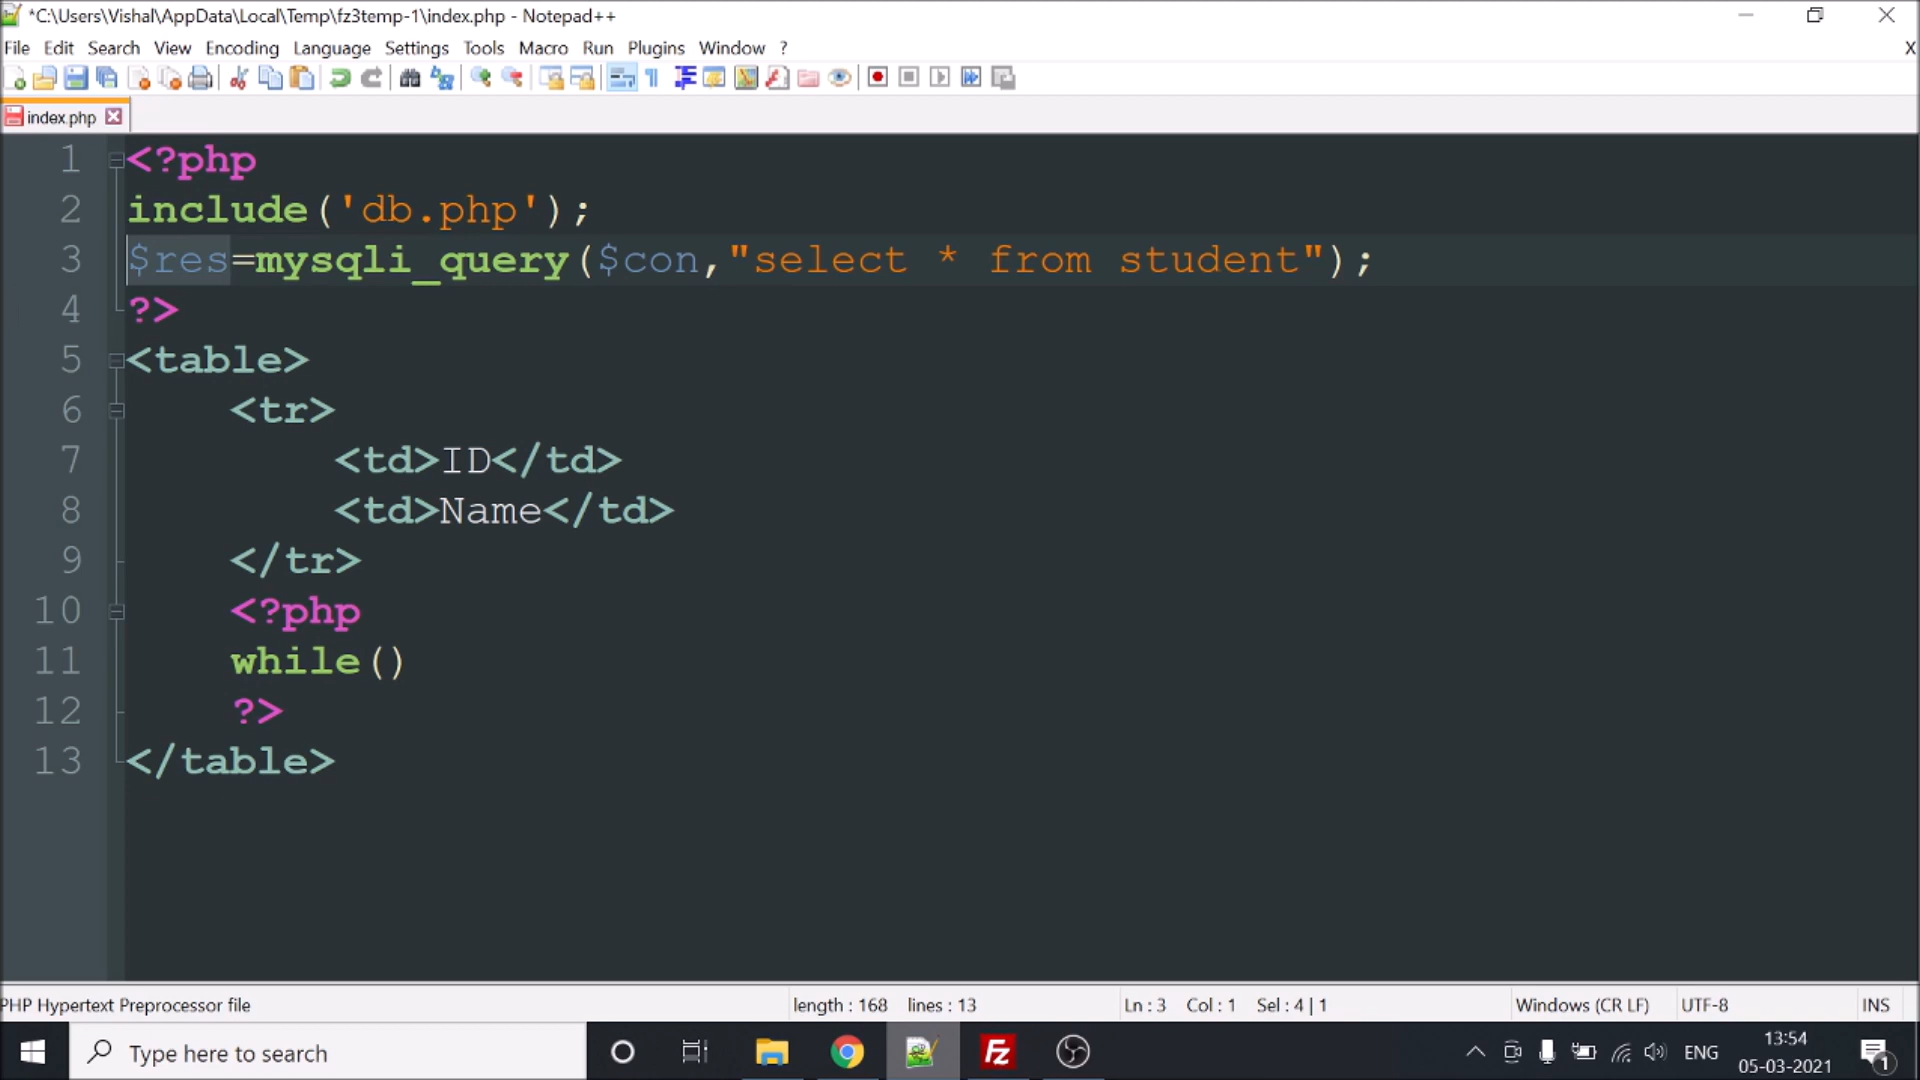 *C:\Users\Vishal\AppData\Local\Temp\fz3temp-1\index.php - Notepad++
File Edit Search View Encoding Language Settings Tools Macro Run Plugins Window ? X
index.php
1 <?php
2 include('db.php');
3 $res=mysqli_query($con,"select * from student");
4 ?>
5 <table>
6 <tr>
7 <td>ID</td>
8 <td>Name</td>
9 </tr>
10 <?php
11 while()
12 ?>
13 </table>
PHP Hypertext Preprocessor file length : 168 lines : 13 Ln : 3 Col : 1 Sel : 4 | 1 Windows (CR LF) UTF-8 INS
Type here to search
Fz
ENG
13:54
05-03-2021
1